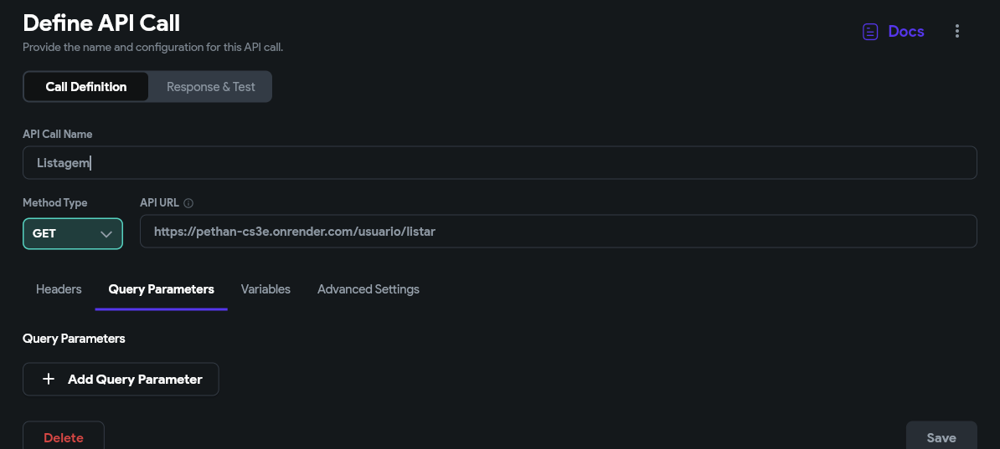 Define API Call
Docs
Provide the name and configuration for this API call.
Call Definition
Response & Test
API Call Name
Listagem
Method Type
API URL
GET
https://pethan-cs3e.onrender.com/usuario/listar
Headers
Query Parameters
Variables
Advanced Settings
Query Parameters
+ Add Query Parameter
Delete
Save